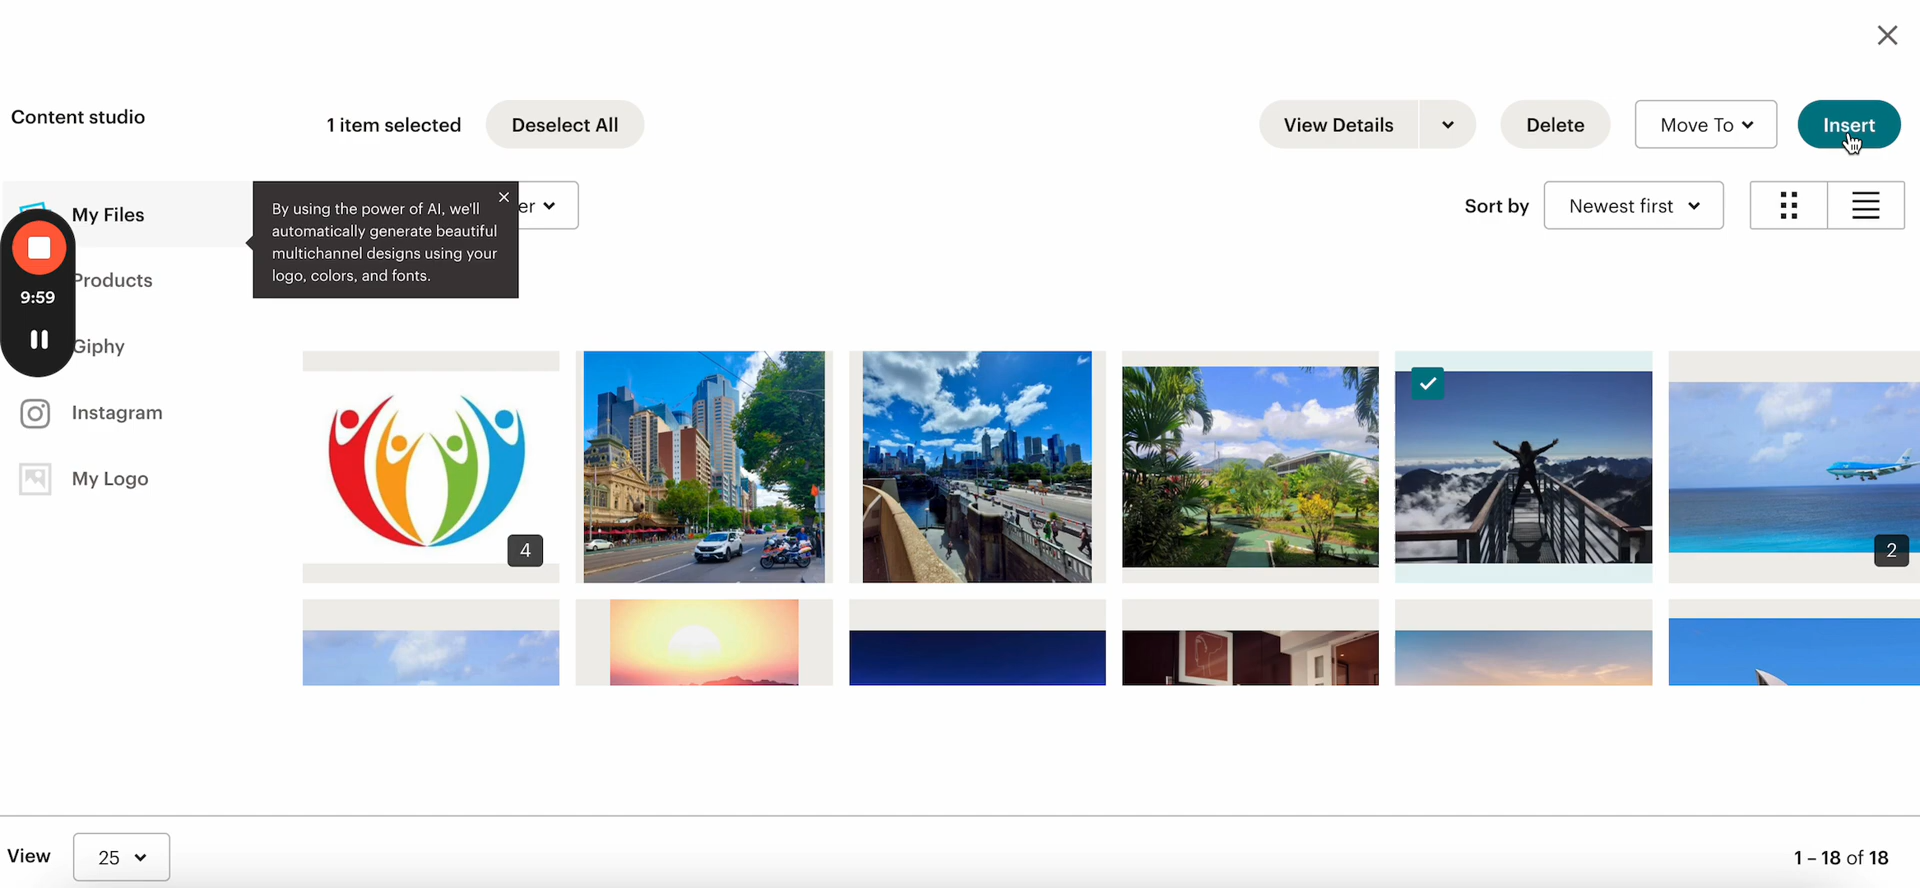 Content studio
1 item selected
Deselect All
View Details
Delete
Move To
Insert
My Files
By using the power of AI, we'll
automatically generate beautiful
multichannel designs using your
logo, colors, and fonts.
er
Sort by
Newest first
9:59
Products
Giphy
Instagram
My Logo
4
2
View
25
1 – 18 of 18